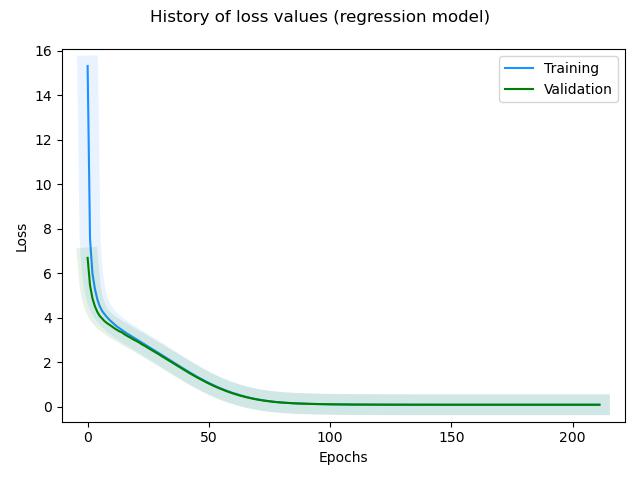 History of loss values (regression model)
Training
Validation
16
14
12
10
8
6
4
2
0
Loss
0 50 100 150 200
Epochs